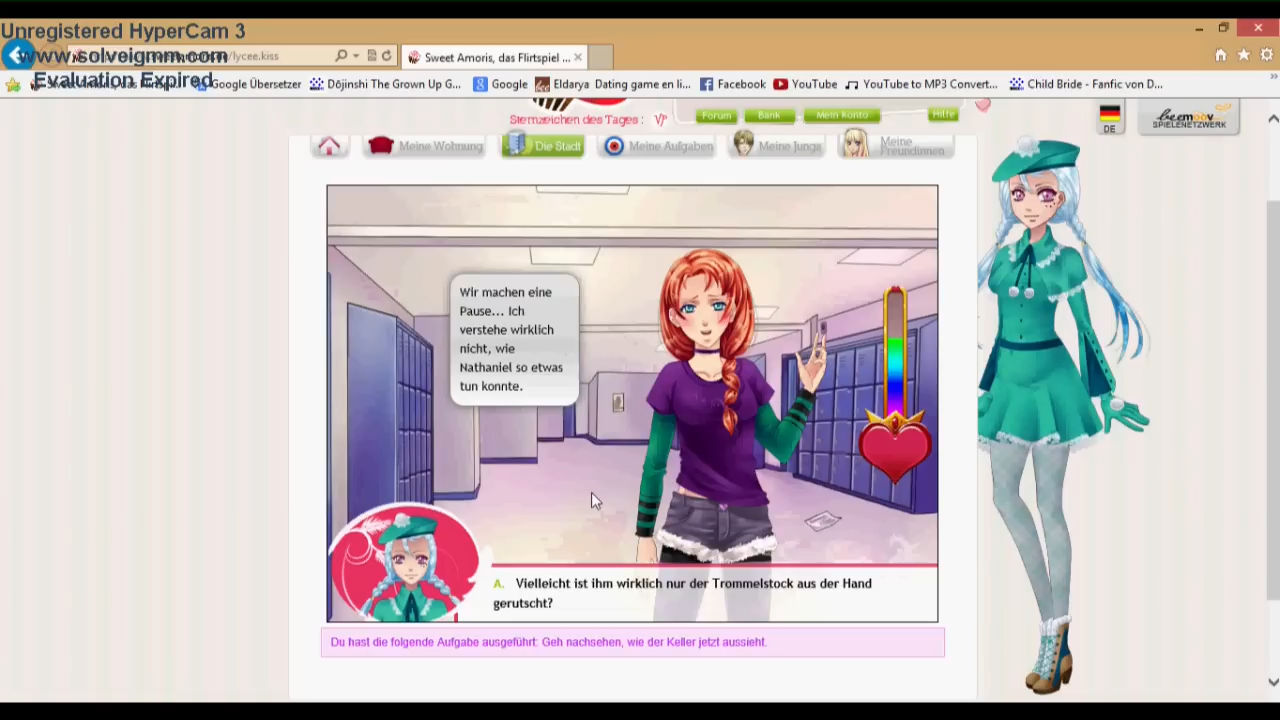 Unregistered HyperCam 3
www.solveigmm.com
/lycee.kiss
Sweet Amoris, das Flirtspiel ...
Evaluation Expired
Google Übersetzer
Dōjinshi The Grown Up G...
Google
Eldarya
Dating game en li...
Facebook
YouTube
YouTube to MP3 Convert...
Child Bride - Fanfic von D...
Sternzeichen des Tages :
Forum
Bank
Mein Konto
Hilfe
DE
beemoov
SPIELENETZWERK
Meine Wohnung
Die Stadt
Meine Aufgaben
Meine Jungs
Meine
Freundinnen
Wir machen eine
Pause... Ich
verstehe wirklich
nicht, wie
Nathaniel so etwas
tun konnte.
A. Vielleicht ist ihm wirklich nur der Trommelstock aus der Hand
gerutscht?
Du hast die folgende Aufgabe ausgeführt: Geh nachsehen, wie der Keller jetzt aussieht.